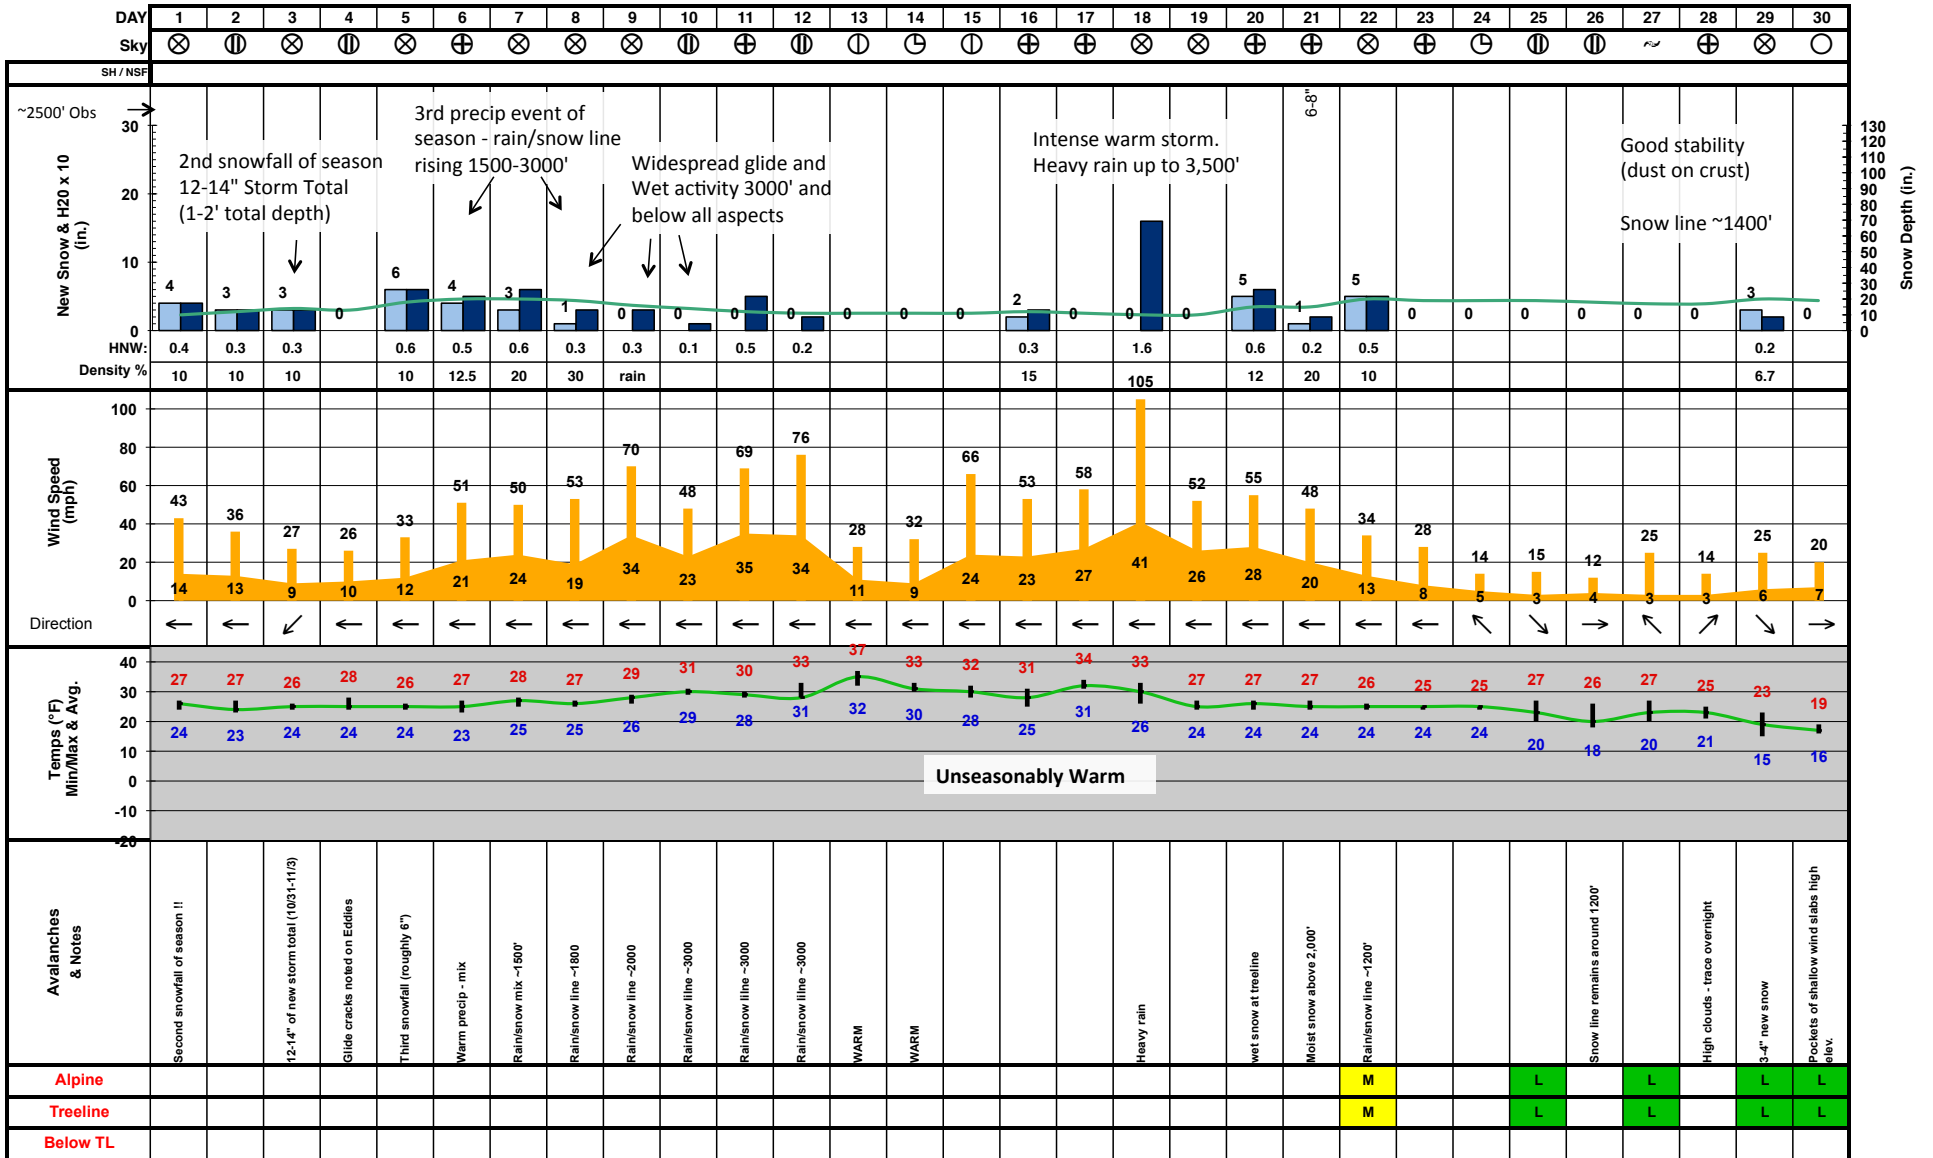 DAY 1 2 3 4 5 6 7 8 9 10 11 12 13 14 15 16 17 18 19 20 21 22 23 24 25 26 27 28 29 30
Sky
SH / NSF
~2500' Obs
6-8"
3rd precip event of
season - rain/snow line
rising 1500-3000'
2nd snowfall of season
12-14" Storm Total
(1-2' total depth)
Widespread glide and
Wet activity 3000' and
below all aspects
Intense warm storm.
Heavy rain up to 3,500'
Good stability
(dust on crust)
Snow line ~1400'
New Snow & H20 x 10
(in.)
30
20
10
0
Snow Depth (in.)
130
120
110
100
90
80
70
60
50
40
30
20
10
0
4 3 3 0 6 4 3 1 0 0 0 0 0 0 0 2 0 0 0 5 1 5 0 0 0 0 0 0 3 0
HNW: 0.4 0.3 0.3 0.6 0.5 0.6 0.3 0.3 0.1 0.5 0.2 0.3 1.6 0.6 0.2 0.5 0.2
Density % 10 10 10 10 12.5 20 30 rain 15 12 20 10 6.7
Wind Speed
(mph)
100
80
60
40
20
0
43 36 27 26 33 51 50 53 70 48 69 76 28 32 66 53 58 105 52 55 48 34 28 14 15 12 25 14 25 20
14 13 9 10 12 21 24 19 34 23 35 34 11 9 24 23 27 41 26 28 20 13 8 5 3 4 3 3 6 7
Direction ← ← ↙ ← ← ← ← ← ← ← ← ← ← ← ← ← ← ← ← ← ← ← ← ↖ ↘ → ↖ ↗ ↘ →
Temps (°F)
Min/Max & Avg.
40
30
20
10
0
-10
-20
27 27 26 28 26 27 28 27 29 31 30 33 37 33 32 31 34 33 27 27 27 26 25 25 27 26 27 25 23 19
24 23 24 24 24 23 25 25 26 29 28 31 32 30 28 25 31 26 24 24 24 24 24 24 20 18 20 21 15 16
Unseasonably Warm
Avalanches
& Notes
Second snowfall of season !!
12-14" of new storm total (10/31-11/3)
Glide cracks noted on Eddies
Third snowfall (roughly 6")
Warm precip - mix
Rain/snow mix ~1500'
Rain/snow line ~1800
Rain/snow line ~2000
Rain/snow lilne ~3000
Rain/snow lilne ~3000
Rain/snow lilne ~3000
WARM
WARM
Heavy rain
wet snow at treeline
Moist snow above 2,000'
Rain/snow line ~1200'
Snow line remains around 1200'
High clouds - trace overnight
3-4" new snow
Pockets of shallow wind slabs high
elev.
Alpine M L L L L
Treeline M L L L L
Below TL